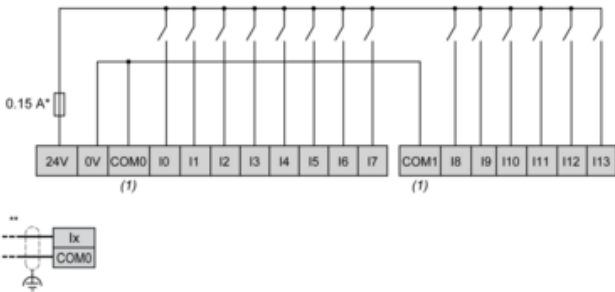 0.15 A*
24V 0V COM0 I0 I1 I2 I3 I4 I5 I6 I7 COM1 I8 I9 I10 I11 I12 I13
(1) (1)
**
Ix
COM0